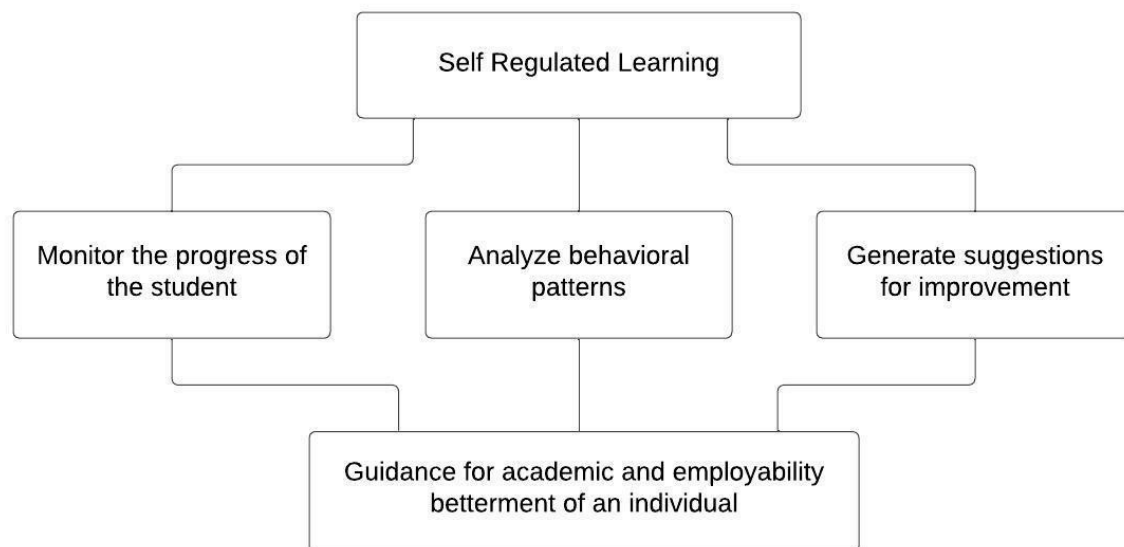 Self Regulated Learning
Monitor the progress of
the student
Analyze behavioral
patterns
Generate suggestions
for improvement
Guidance for academic and employability
betterment of an individual